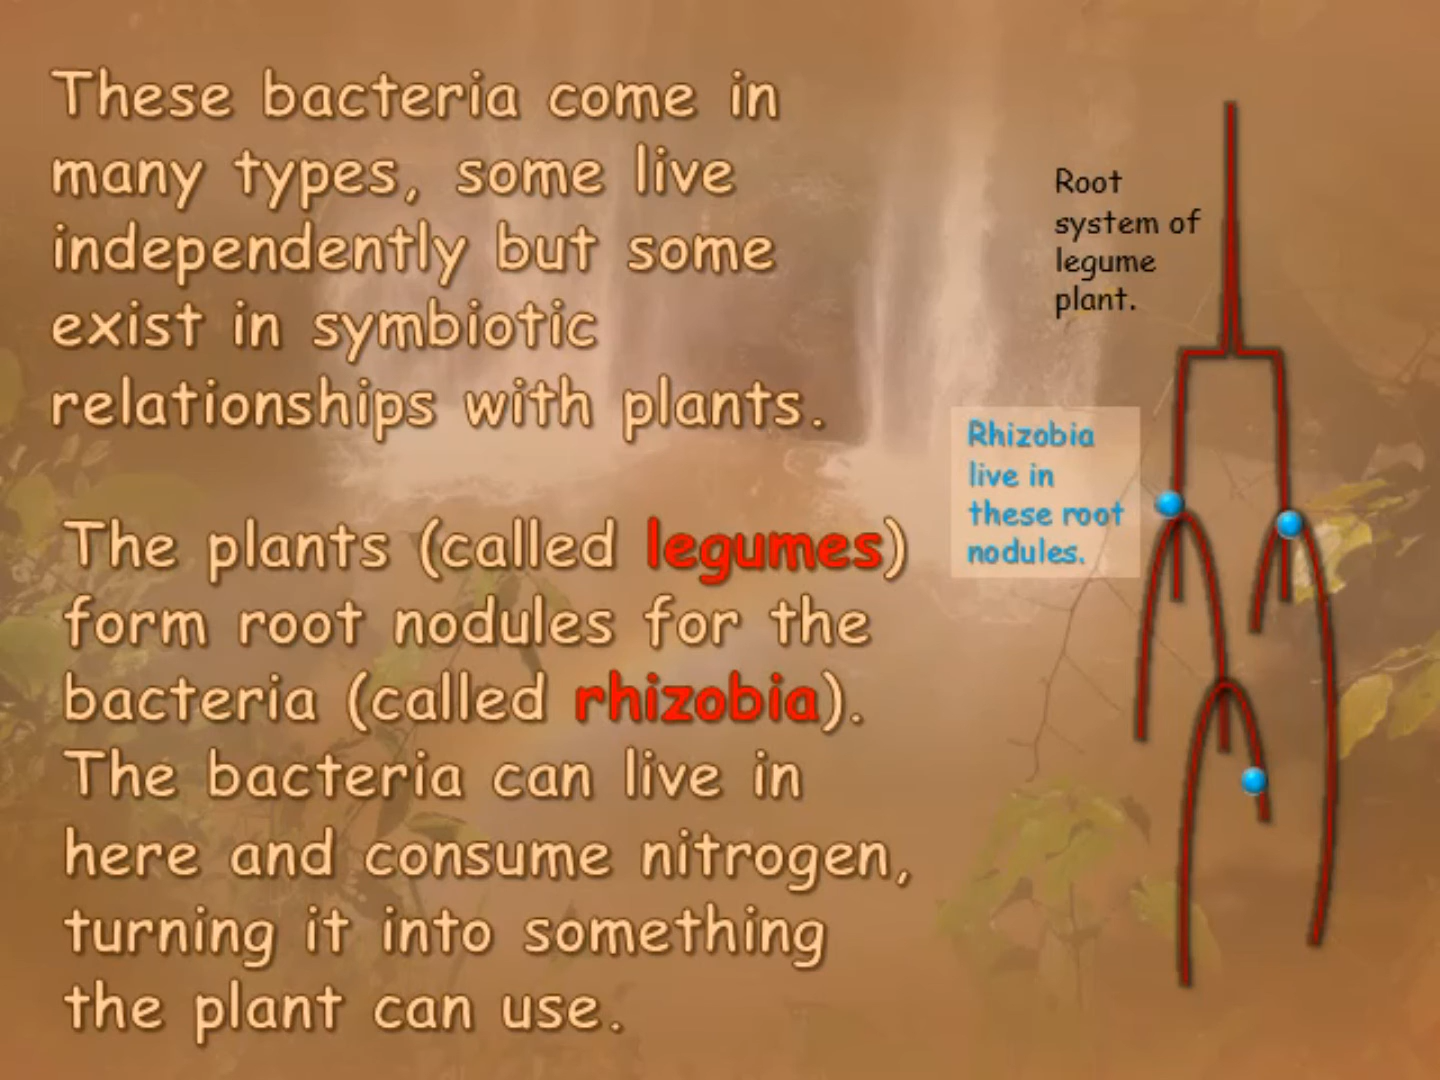 These bacteria come in
many types, some live
independently but some
exist in symbiotic
relationships with plants.
The plants (called legumes)
form root nodules for the
bacteria (called rhizobia).
The bacteria can live in
here and consume nitrogen,
turning it into something
the plant can use.
Root
system of
legume
plant.
Rhizobia
live in
these root
nodules.